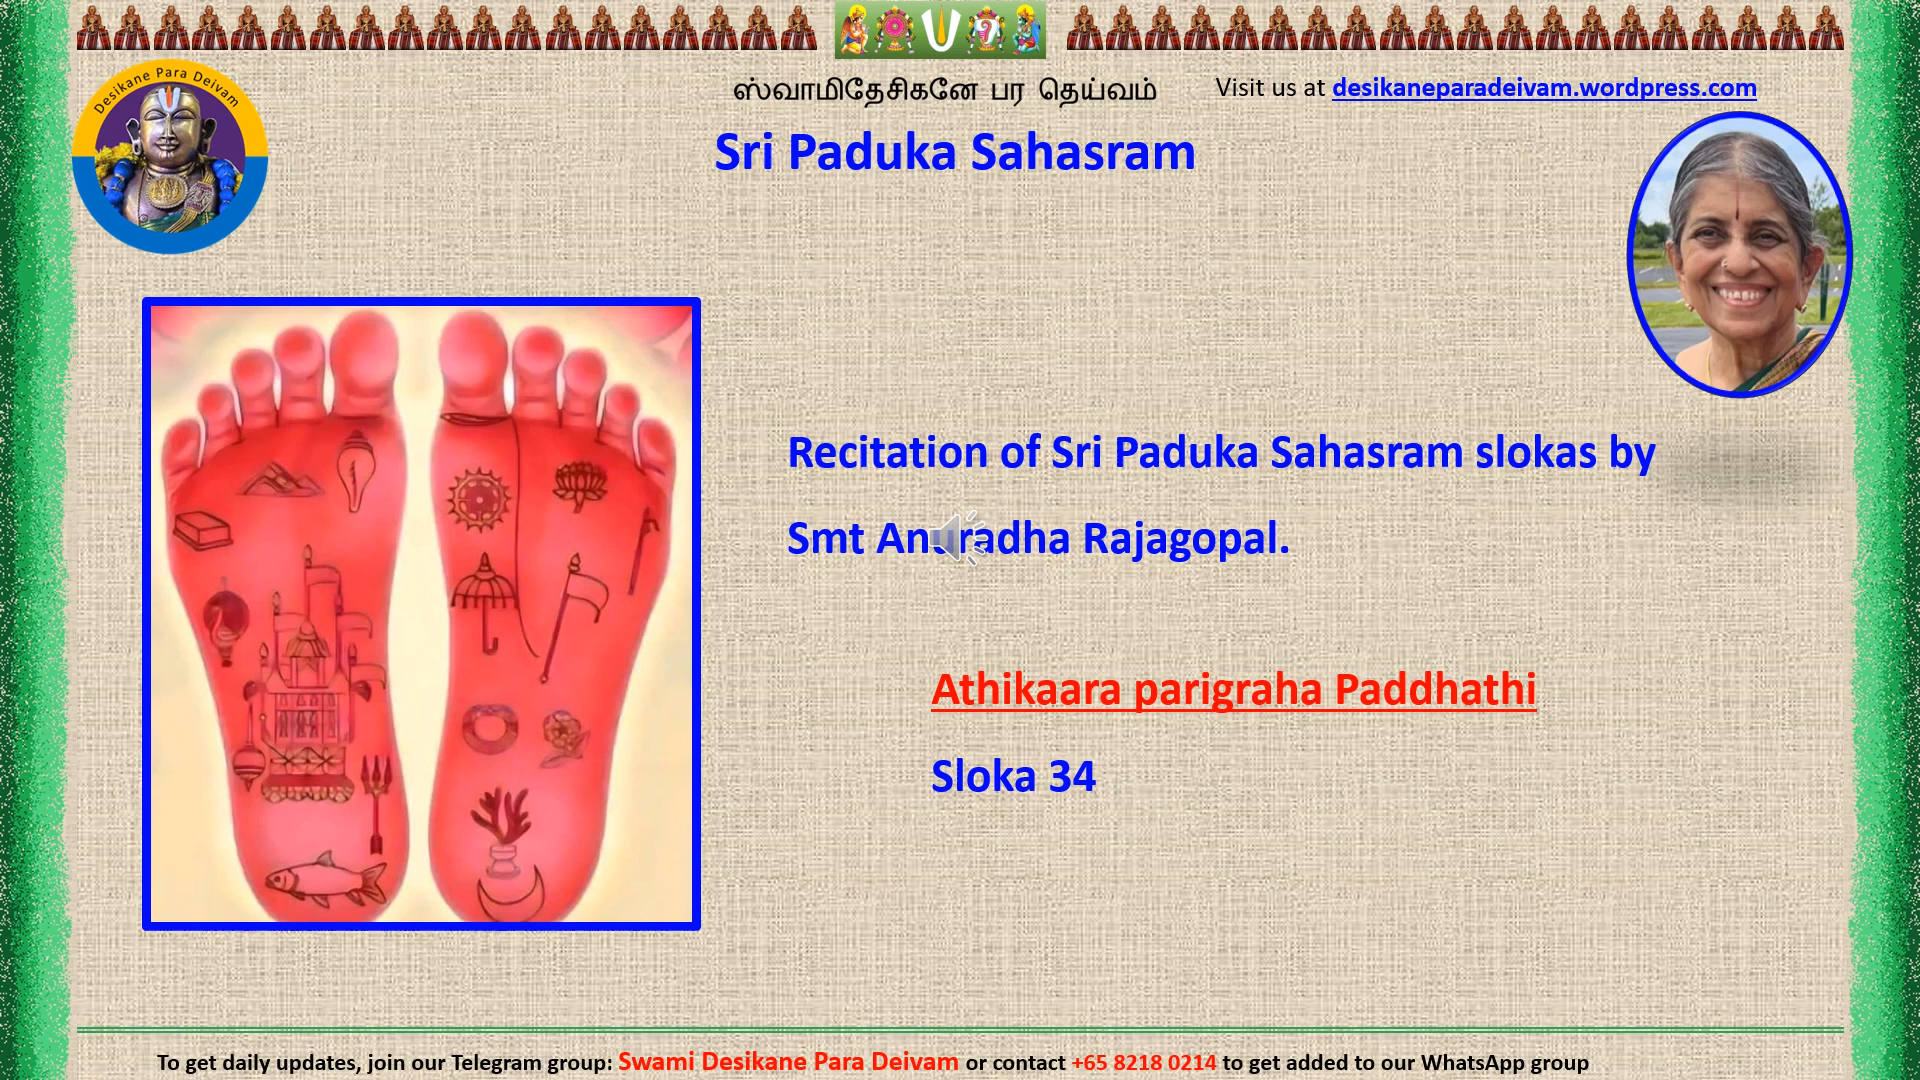 Desikane Para Deivam
ஸ்வாமிதேசிகனே பர தெய்வம்
Visit us at desikaneparadeivam.wordpress.com
Sri Paduka Sahasram
Recitation of Sri Paduka Sahasram slokas by
Smt Anuradha Rajagopal.
Athikaara parigraha Paddhathi
Sloka 34
To get daily updates, join our Telegram group: Swami Desikane Para Deivam or contact +65 8218 0214 to get added to our WhatsApp group